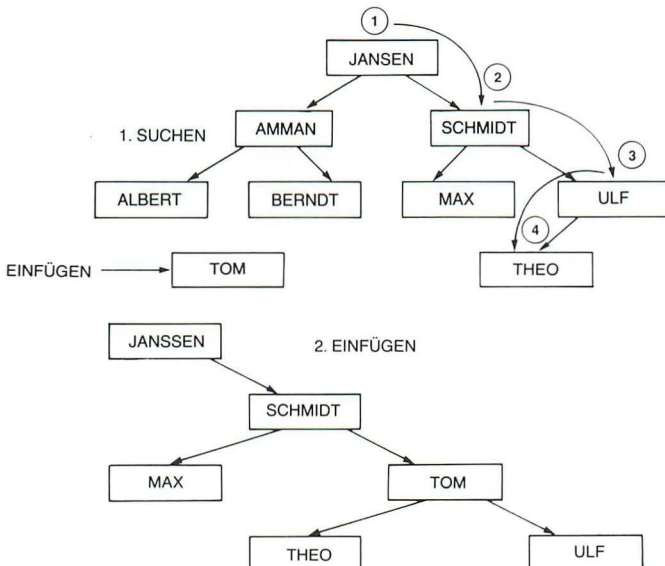 1
JANSEN
2
1. SUCHEN
AMMAN
SCHMIDT
3
ALBERT
BERNDT
MAX
ULF
4
EINFÜGEN
TOM
THEO
JANSSEN
2. EINFÜGEN
SCHMIDT
MAX
TOM
THEO
ULF